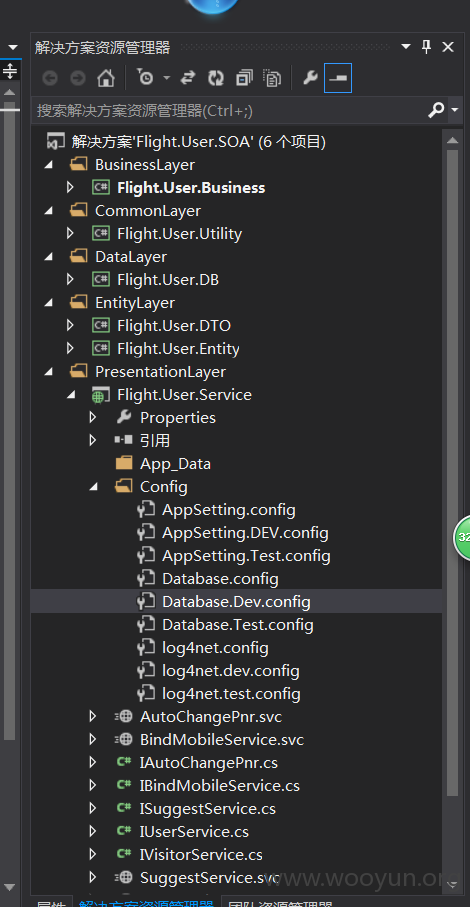 解决方案资源管理器
搜索解决方案资源管理器(Ctrl+;)
解决方案'Flight.User.SOA' (6 个项目)
BusinessLayer
C# Flight.User.Business
CommonLayer
C# Flight.User.Utility
DataLayer
C# Flight.User.DB
EntityLayer
C# Flight.User.DTO
C# Flight.User.Entity
PresentationLayer
Flight.User.Service
Properties
引用
App_Data
Config
AppSetting.config
AppSetting.DEV.config
AppSetting.Test.config
Database.config
Database.Dev.config
32
Database.Test.config
log4net.config
log4net.dev.config
log4net.test.config
AutoChangePnr.svc
BindMobileService.svc
C# IAutoChangePnr.cs
C# IBindMobileService.cs
C# ISuggestService.cs
C# IUserService.cs
C# IVisitorService.cs
SuggestService.svc
www.wooyun.org
属性 解决方案资源管理器 团队资源管理器